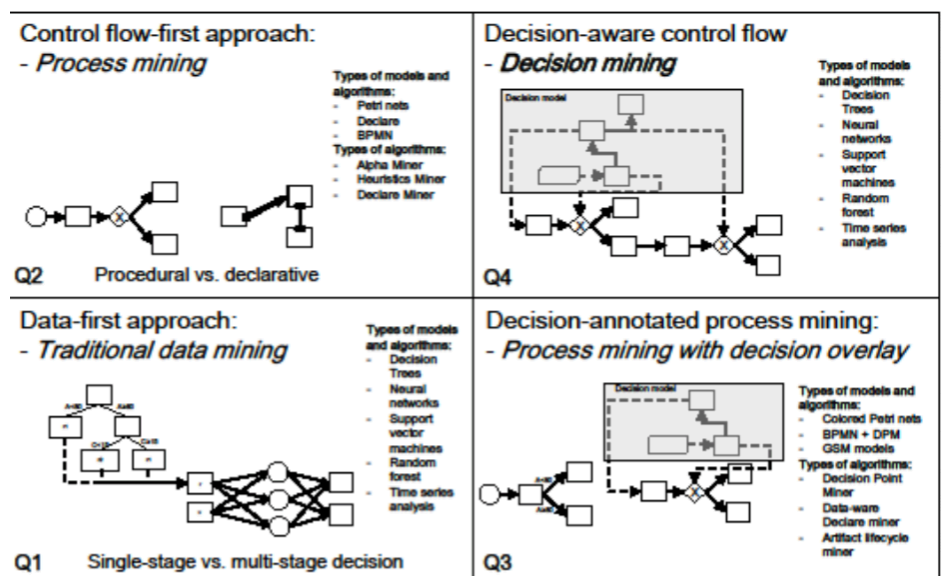 Control flow-first approach:
- Process mining
Types of models and
algorithms:
- Petri nets
- Declare
- BPMN
Types of algorithms:
- Alpha Miner
- Heuristics Miner
- Declare Miner
X
Q2
Procedural vs. declarative
Decision-aware control flow
- Decision mining
Types of models
and algorithms:
- Decision
Trees
- Neural
networks
- Support
vector
machines
- Random
forest
- Time series
analysis
Decision model
X
X
Q4
Data-first approach:
- Traditional data mining
Types of models
and algorithms:
- Decision
Trees
- Neural
networks
- Support
vector
machines
- Random
forest
- Time series
analysis
Q1
Single-stage vs. multi-stage decision
Decision-annotated process mining:
- Process mining with decision overlay
Decision model
Types of models and
algorithms:
- Colored Petri nets
- BPMN + DPM
- GSM models
Types of algorithms:
- Decision Point
Miner
- Data-ware
Declare miner
- Artifact lifecycle
miner
X
Q3